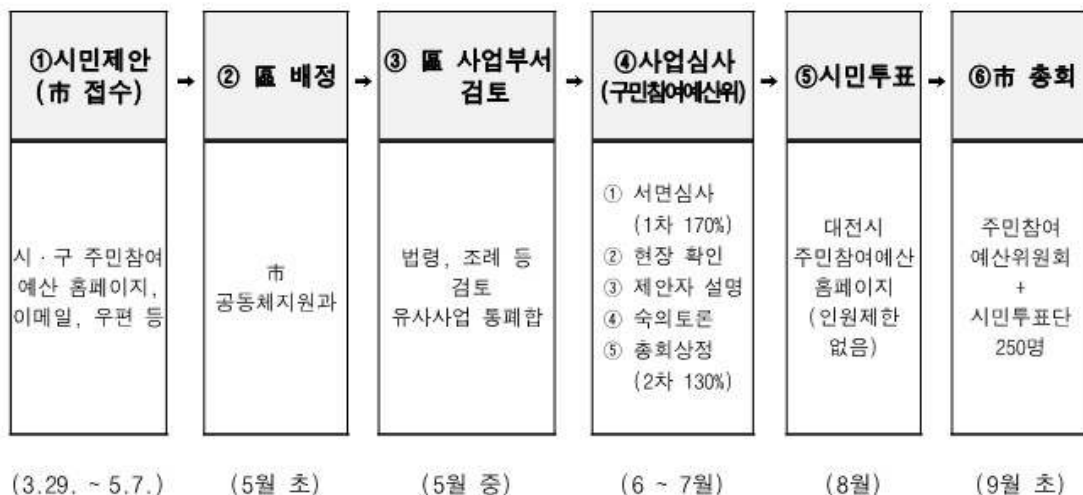 ①시민제안
(市 접수)
→
② 區 배정
→
③ 區 사업부서
검토
→
④사업심사
(구민참여예산위)
→
⑤시민투표
→
⑥市 총회
시·구 주민참여
예산 홈페이지,
이메일, 우편 등
市
공동체지원과
법령, 조례 등
검토
유사사업 통폐합
① 서면심사
(1차 170%)
② 현장 확인
③ 제안자 설명
④ 숙의토론
⑤ 총회상정
(2차 130%)
대전시
주민참여예산
홈페이지
(인원제한
없음)
주민참여
예산위원회
+
시민투표단
250명
(3.29. ~ 5.7.)
(5월 초)
(5월 중)
(6 ~ 7월)
(8월)
(9월 초)